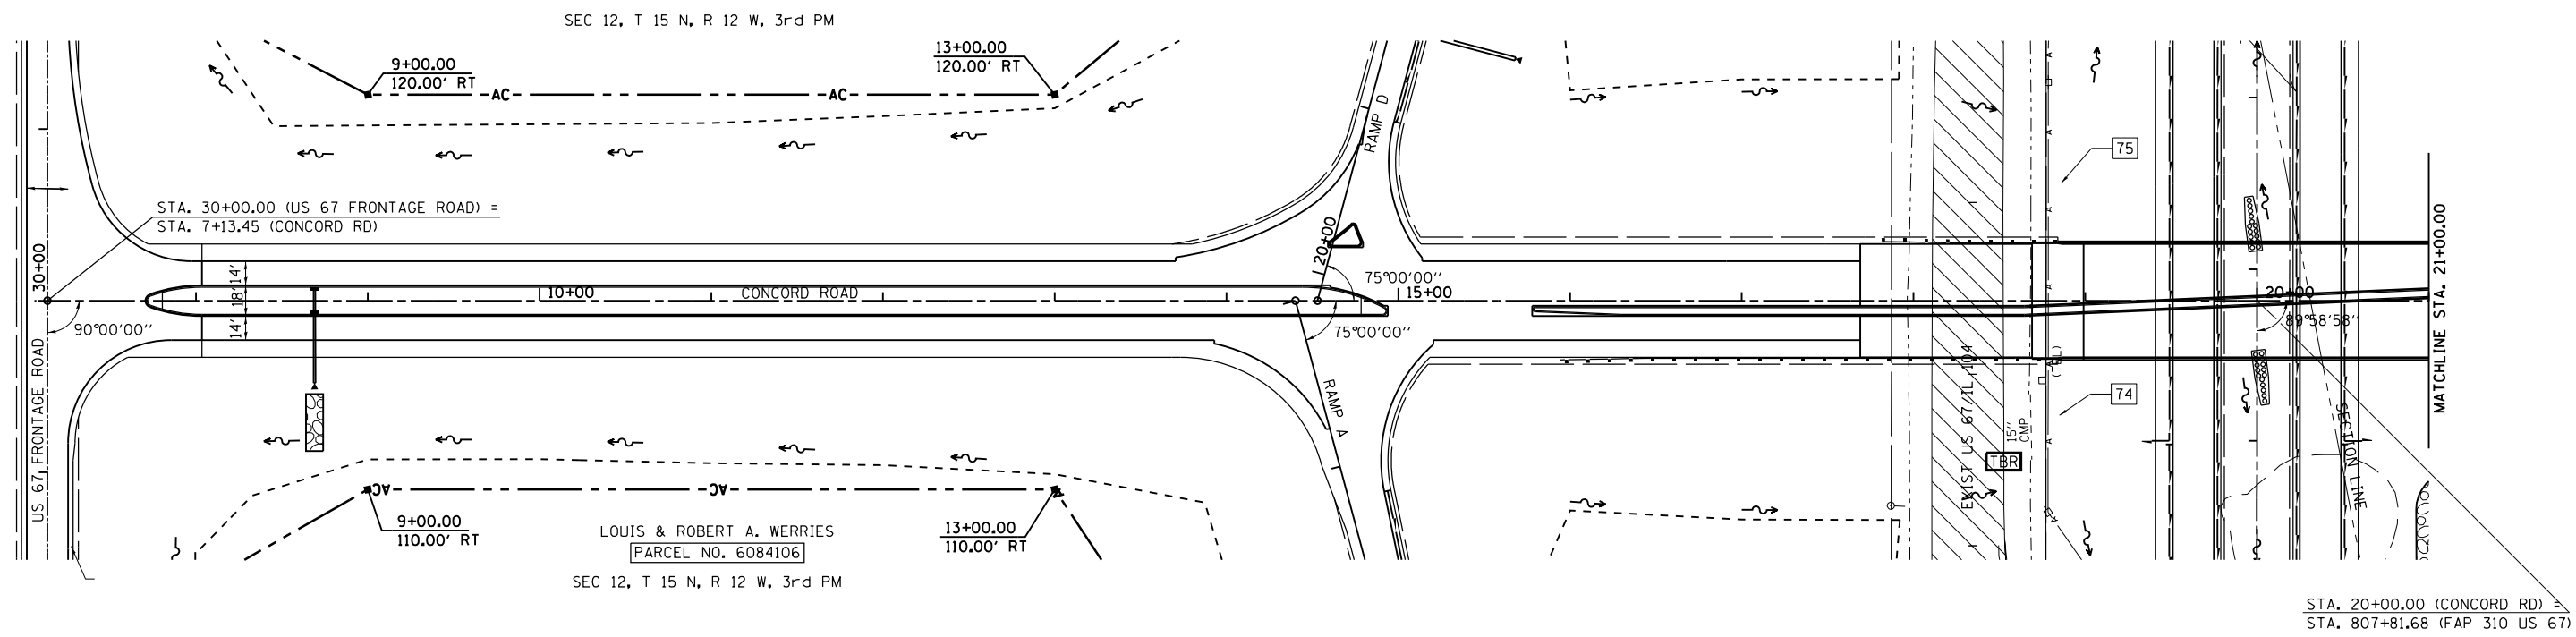 SEC 12, T 15 N, R 12 W, 3rd PM
9+00.00
120.00' RT
13+00.00
120.00' RT
AC
AC
RAMP D
75
STA. 30+00.00 (US 67 FRONTAGE ROAD) =
STA. 7+13.45 (CONCORD RD)
30+00
20+00
MATCHLINE STA. 21+00.00
14'
18'
14'
10+00
CONCORD ROAD
75°00'00''
15+00
20+00
90°00'00''
75°00'00''
89°58'58''
US 67 FRONTAGE ROAD
RAMP A
EXIST US 67/IL 104
(TBL)
74
15''
CMP
TBR
SECTION LINE
A
A
A
A
A
A
A
AC
AC
9+00.00
110.00' RT
13+00.00
110.00' RT
LOUIS & ROBERT A. WERRIES
PARCEL NO. 6084106
SEC 12, T 15 N, R 12 W, 3rd PM
STA. 20+00.00 (CONCORD RD) =
STA. 807+81.68 (FAP 310 US 67)